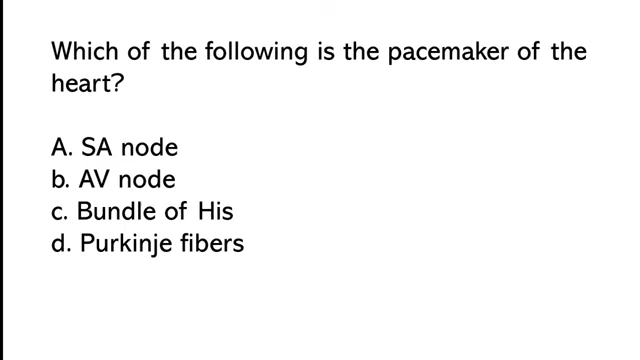 Which of the following is the pacemaker of the
heart?
A. SA node
b. AV node
c. Bundle of His
d. Purkinje fibers